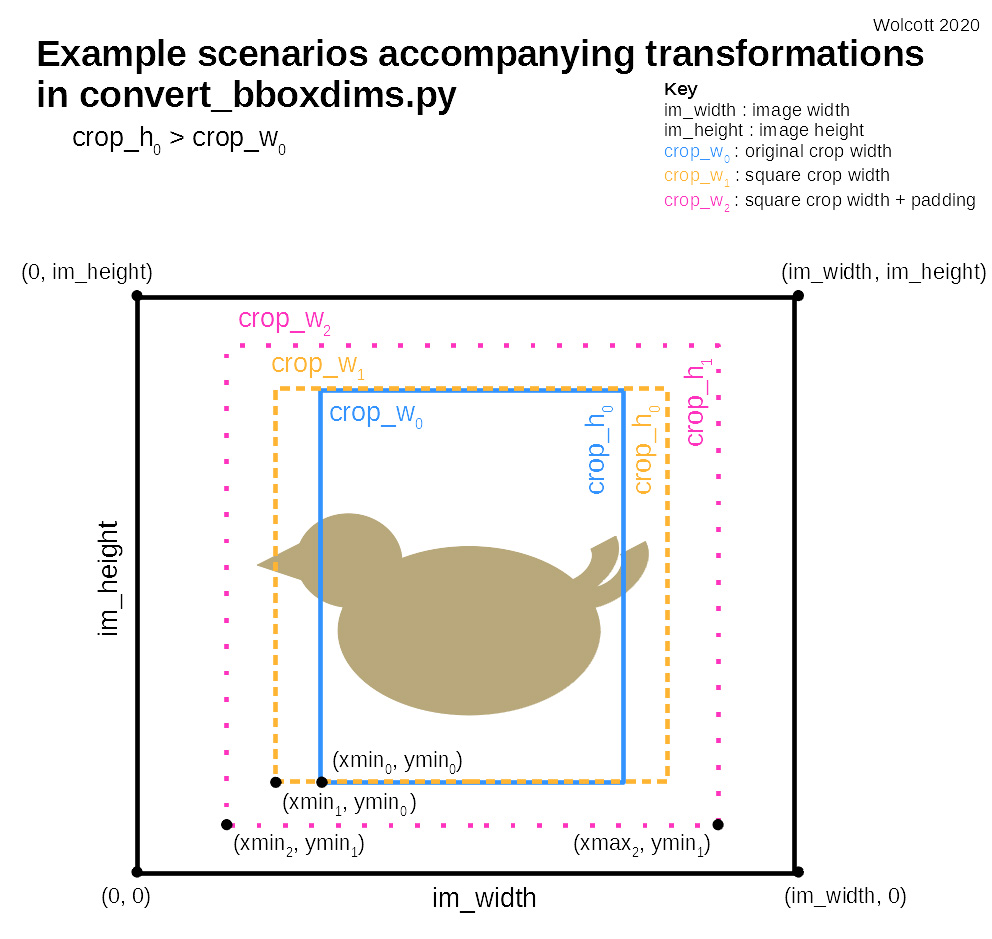 Wolcott 2020
Example scenarios accompanying transformations
in convert_bboxdims.py
crop_h₀ > crop_w₀
Key
im_width : image width
im_height : image height
crop_w₀ : original crop width
crop_w₁ : square crop width
crop_w₂ : square crop width + padding
(0, im_height)
(im_width, im_height)
crop_w₂
crop_w₁
crop_w₀
crop_h₀
crop_h₀
crop_h₁
im_height
(xmin₀, ymin₀)
(xmin₁, ymin₀)
(xmin₂, ymin₁)
(xmax₂, ymin₁)
(0, 0)
im_width
(im_width, 0)